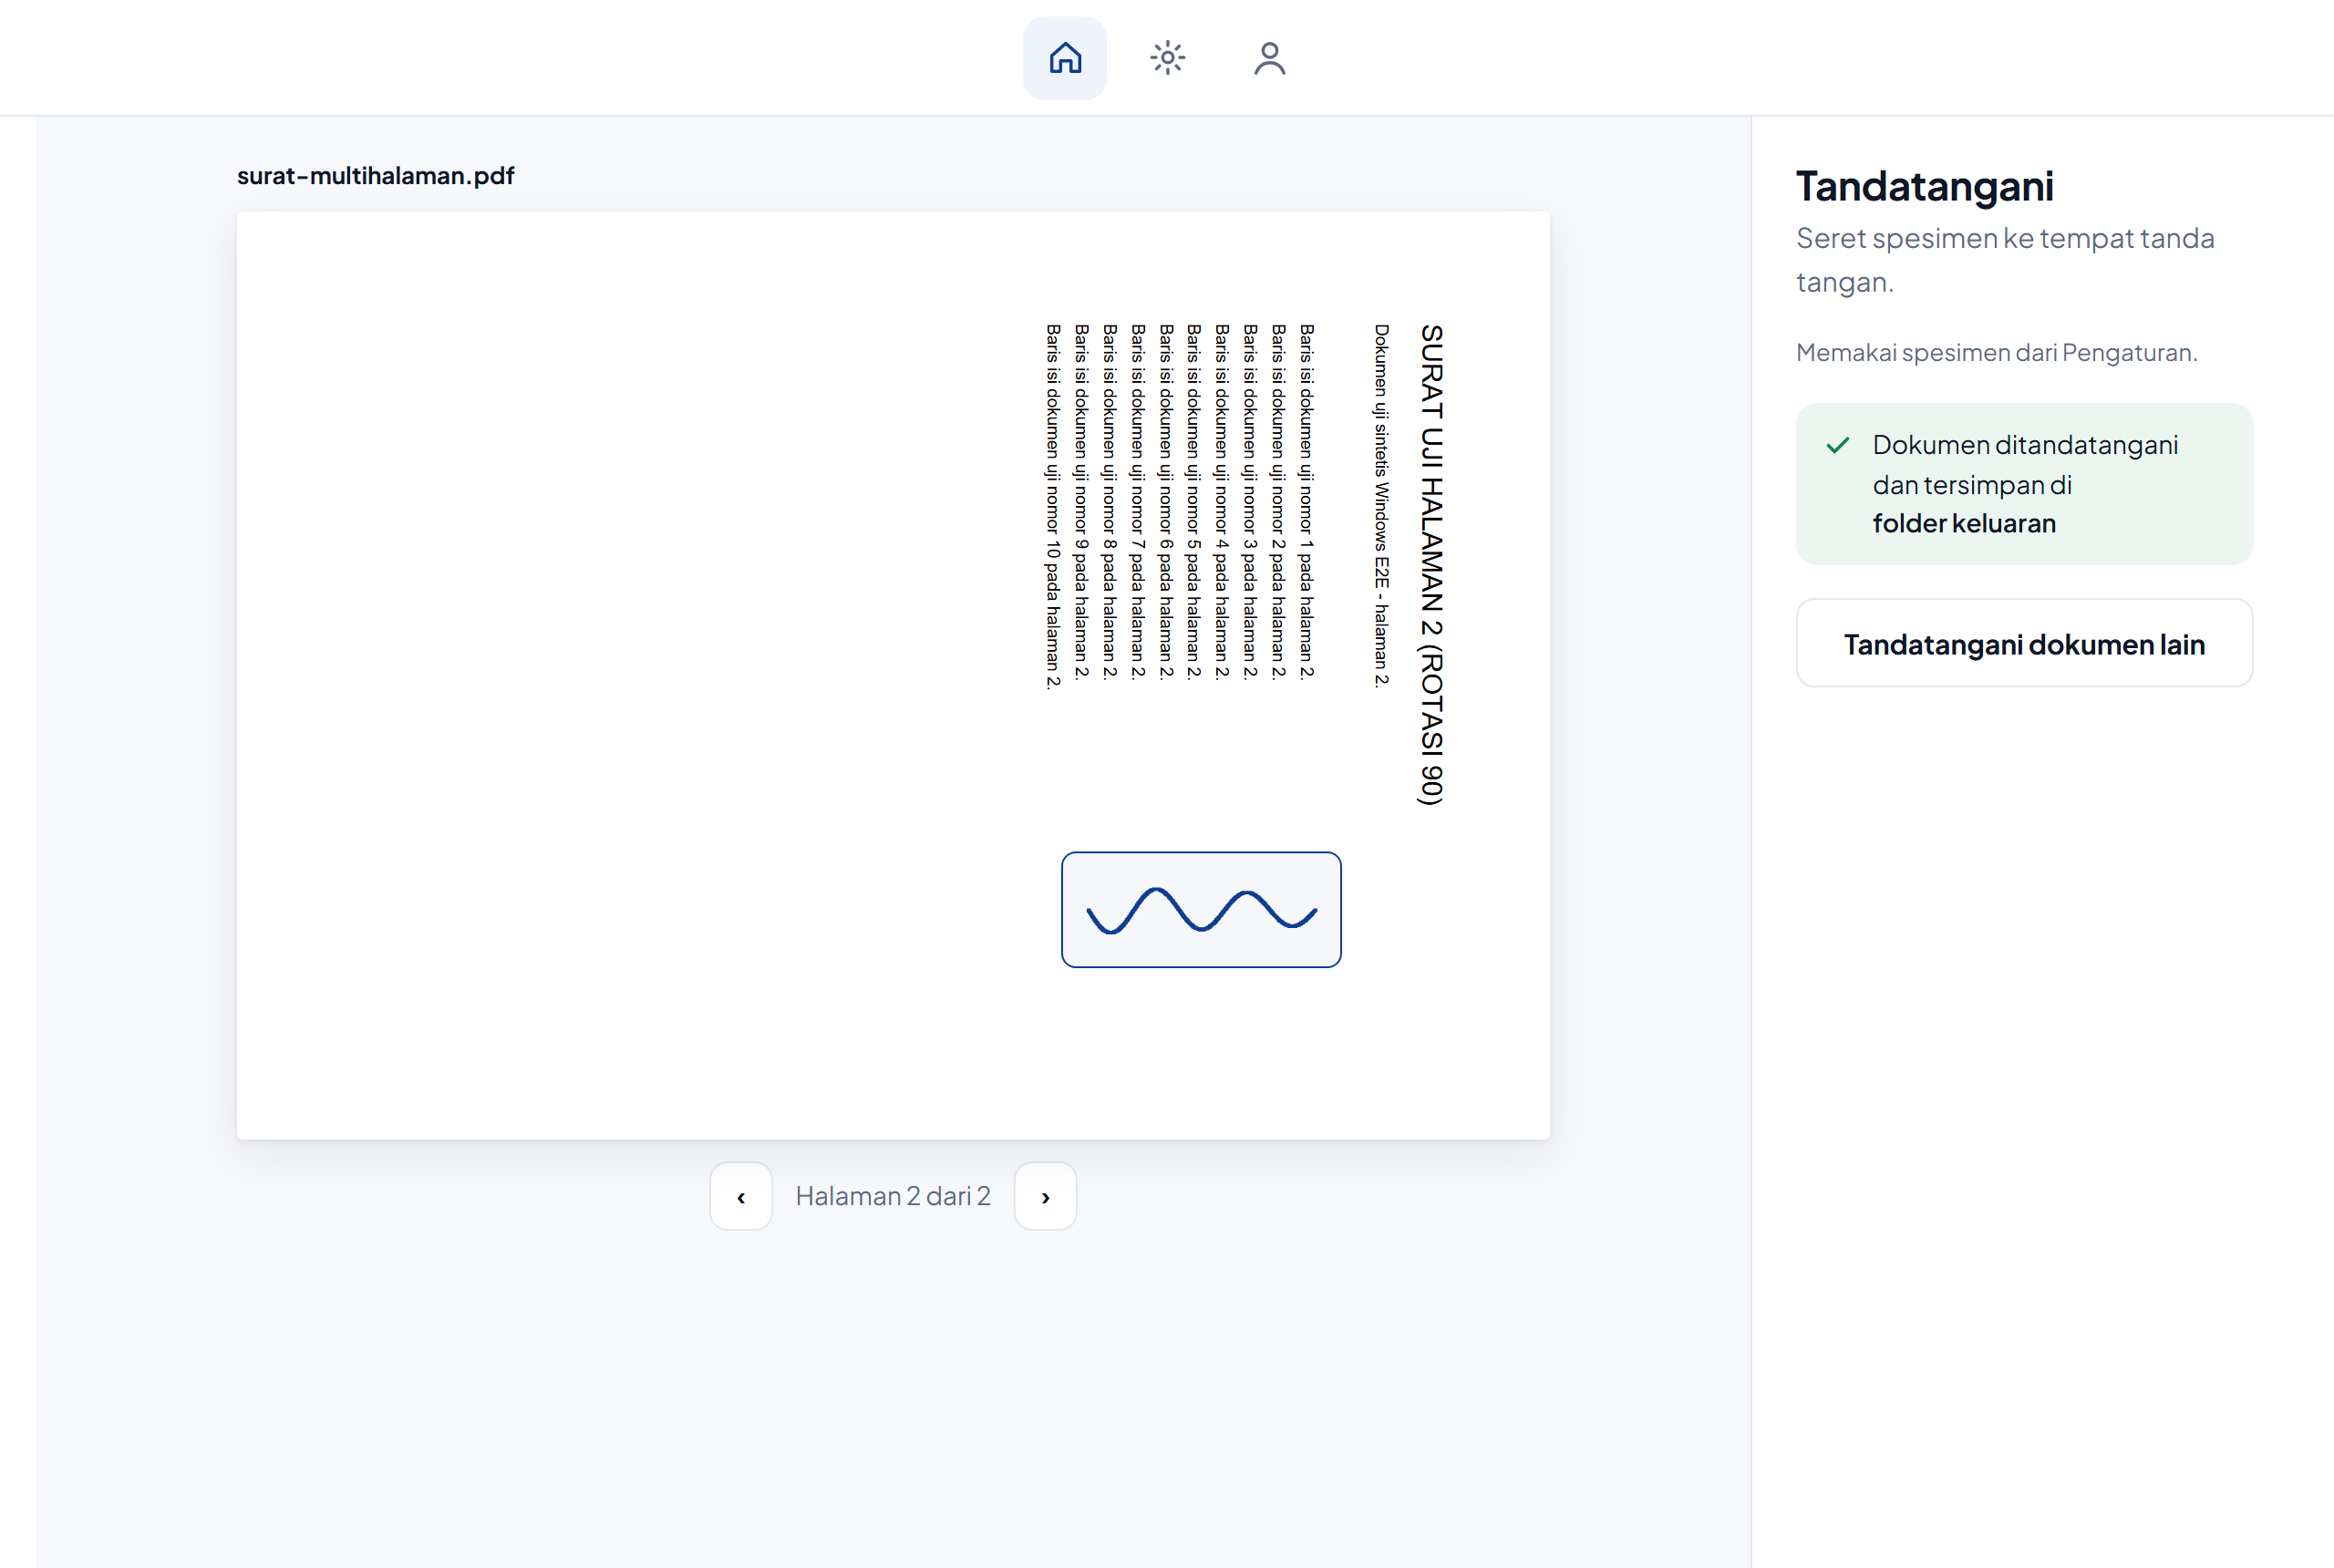 surat-multihalaman.pdf
SURAT UJI HALAMAN 2 (ROTASI 90)
Dokumen uji sintetis Windows E2E - halaman 2.
Baris isi dokumen uji nomor 1 pada halaman 2.
Baris isi dokumen uji nomor 2 pada halaman 2.
Baris isi dokumen uji nomor 3 pada halaman 2.
Baris isi dokumen uji nomor 4 pada halaman 2.
Baris isi dokumen uji nomor 5 pada halaman 2.
Baris isi dokumen uji nomor 6 pada halaman 2.
Baris isi dokumen uji nomor 7 pada halaman 2.
Baris isi dokumen uji nomor 8 pada halaman 2.
Baris isi dokumen uji nomor 9 pada halaman 2.
Baris isi dokumen uji nomor 10 pada halaman 2.
‹ Halaman 2 dari 2 ›
Tandatangani
Seret spesimen ke tempat tanda
tangan.
Memakai spesimen dari Pengaturan.
Dokumen ditandatangani
dan tersimpan di
folder keluaran
Tandatangani dokumen lain